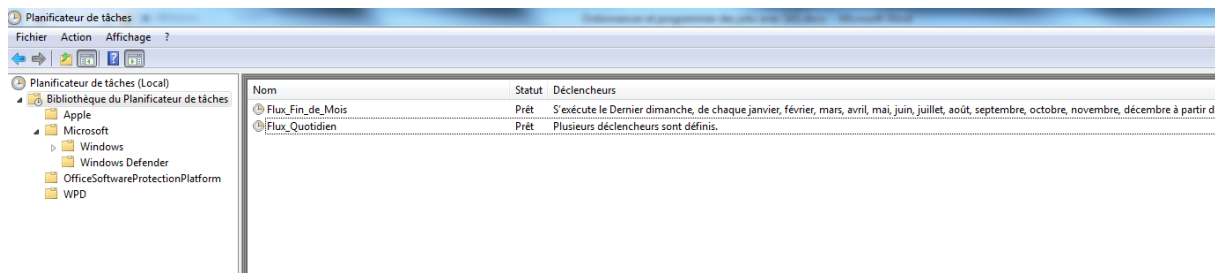 Planificateur de tâches
Fichier Action Affichage ?
Planificateur de tâches (Local)
Bibliothèque du Planificateur de tâches
Apple
Microsoft
Windows
Windows Defender
OfficeSoftwareProtectionPlatform
WPD
Nom Statut Déclencheurs
Flux_Fin_de_Mois Prêt S'exécute le Dernier dimanche, de chaque janvier, février, mars, avril, mai, juin, juillet, août, septembre, octobre, novembre, décembre à partir d
Flux_Quotidien Prêt Plusieurs déclencheurs sont définis.